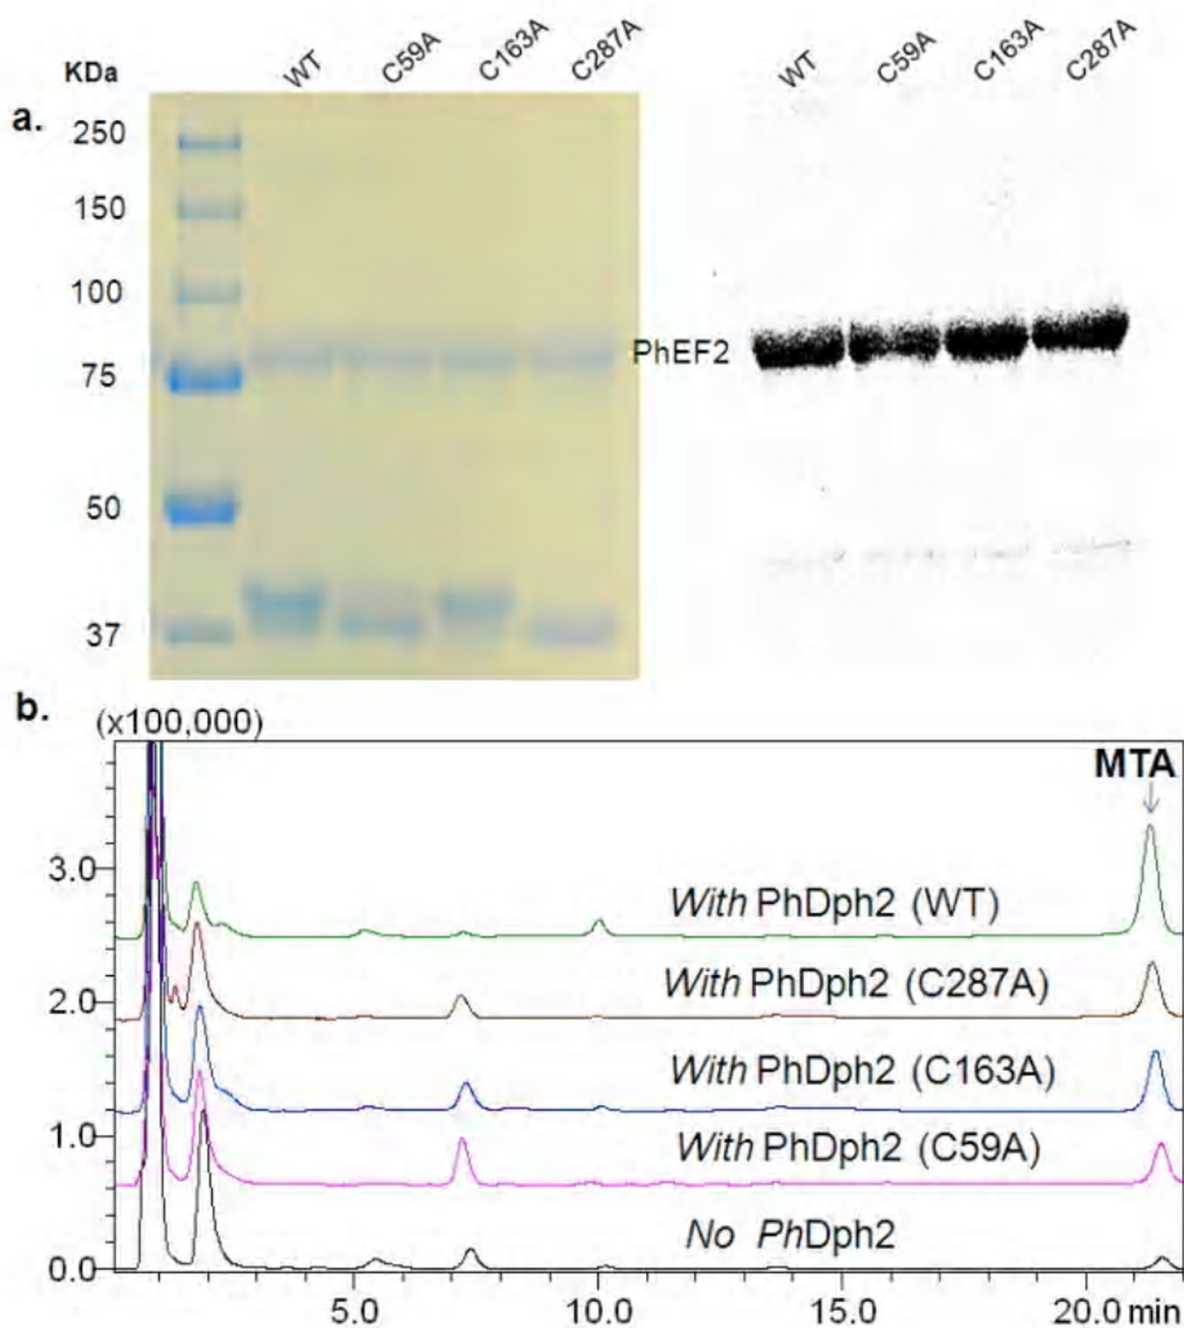 KDa
WT C59A C163A C287A
WT C59A C163A C287A
a.
250
150
100
75
50
37
PhEF2
b.
(x100,000)
MTA
3.0
2.0
1.0
0.0
With PhDph2 (WT)
With PhDph2 (C287A)
With PhDph2 (C163A)
With PhDph2 (C59A)
No PhDph2
5.0 10.0 15.0 20.0 min